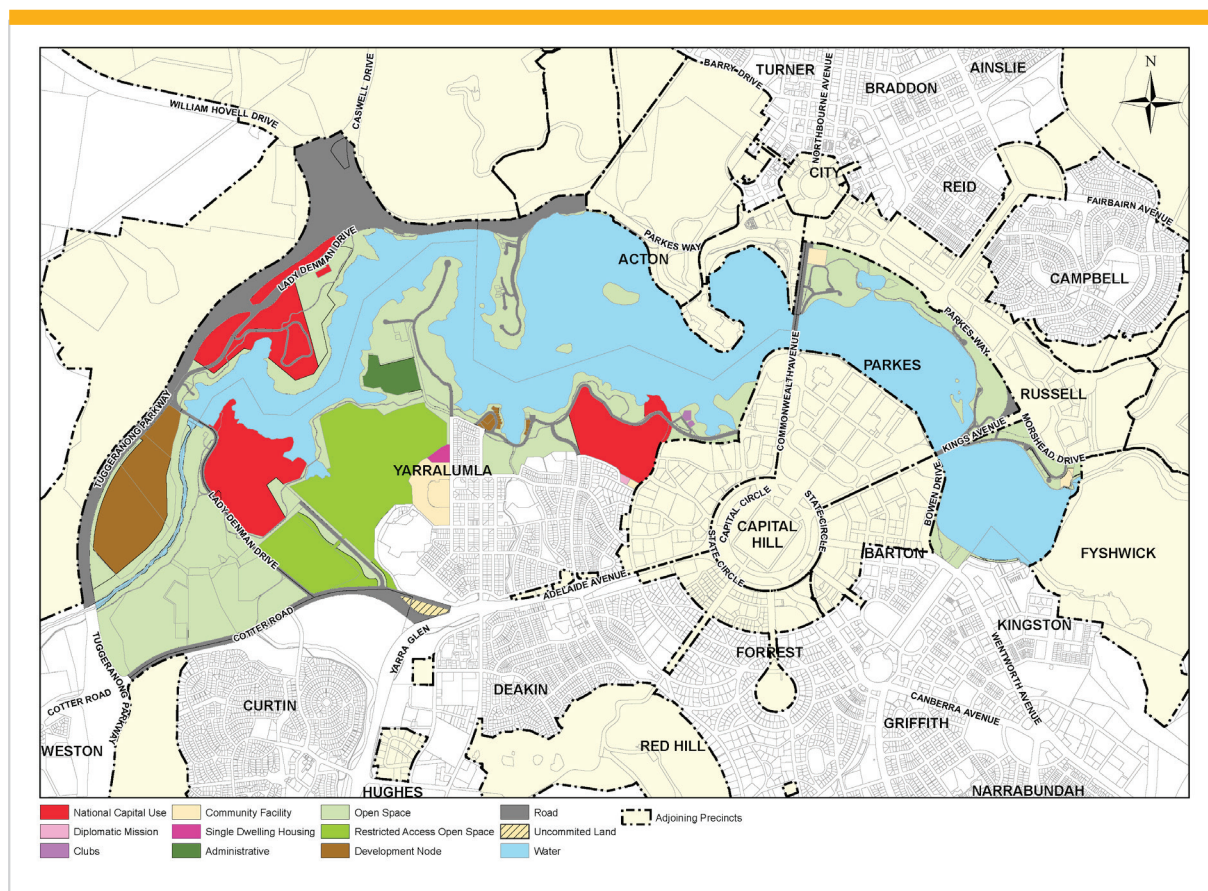 N
BARRY DRIVE
TURNER
AINSLIE
BRADDON
NORTHBOURNE AVENUE
CASWELL DRIVE
WILLIAM HOVELL DRIVE
CITY
REID
FAIRBAIRN AVENUE
PARKES WAY
ACTON
LADY DENMAN DRIVE
CAMPBELL
PARKES WAY
COMMONWEALTH AVENUE
PARKES
RUSSELL
TUGGERANONG PARKWAY
KINGS AVENUE
MORSHEAD DRIVE
YARRALUMLA
LADY DENMAN DRIVE
BOWEN DRIVE
CAPITAL CIRCLE
STATE CIRCLE
CAPITAL
HILL
STATE CIRCLE
BARTON
FYSHWICK
ADELAIDE AVENUE
COTTER ROAD
YARRA GLEN
KINGSTON
WENTWORTH AVENUE
TUGGERANONG PARKWAY
FORREST
COTTER ROAD
CURTIN
DEAKIN
CANBERRA AVENUE
GRIFFITH
WESTON
RED HILL
HUGHES
NARRABUNDAH
National Capital Use
Community Facility
Open Space
Road
Adjoining Precincts
Diplomatic Mission
Single Dwelling Housing
Restricted Access Open Space
Uncommited Land
Clubs
Administrative
Development Node
Water